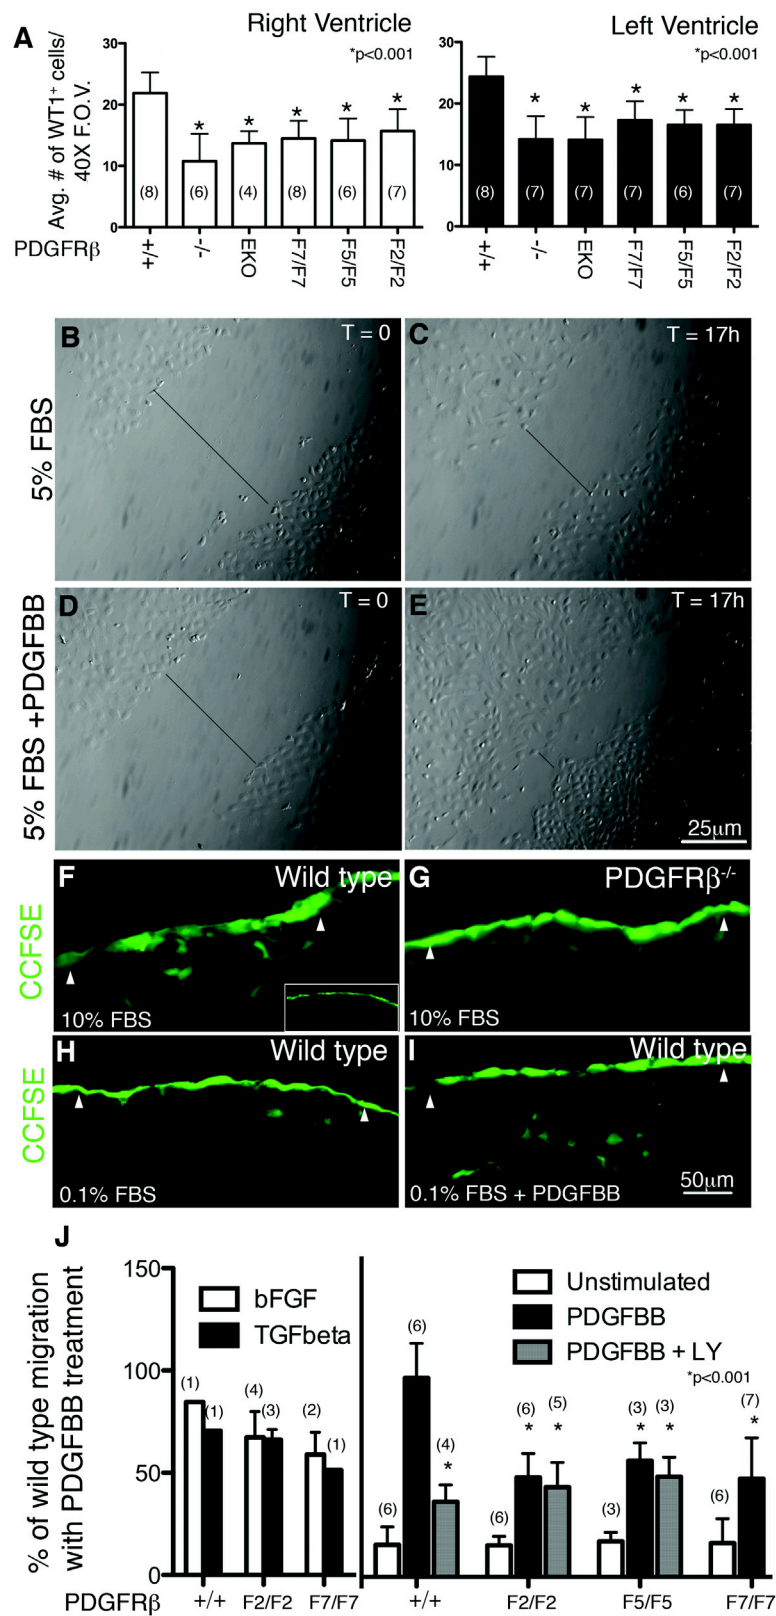 A
Right Ventricle
Left Ventricle
*p<0.001
*p<0.001
Avg. # of WT1+ cells/
40X F.O.V.
30
20
10
0
* * * * *
(8) (6) (4) (8) (6) (7)
30
20
10
0
* * * * *
(8) (7) (7) (7) (6) (7)
PDGFRβ
+/+ -/- EKO F7/F7 F5/F5 F2/F2
+/+ -/- EKO F7/F7 F5/F5 F2/F2
B
T = 0
C
T = 17h
5% FBS
D
T = 0
E
T = 17h
5% FBS +PDGFBB
25μm
F
Wild type
G
PDGFRβ-/-
CCFSE
10% FBS
10% FBS
H
Wild type
I
Wild type
CCFSE
0.1% FBS
0.1% FBS + PDGFBB
50μm
J
% of wild type migration
with PDGFBB treatment
150
100
50
0
bFGF
TGFbeta
(1) (1) (4) (3) (2) (1)
Unstimulated
PDGFBB
PDGFBB + LY
*p<0.001
(6) (6) (4) * (6) (6) * (5) * (3) (3) * (3) * (6) (7) *
PDGFRβ
+/+ F2/F2 F7/F7
+/+ F2/F2 F5/F5 F7/F7